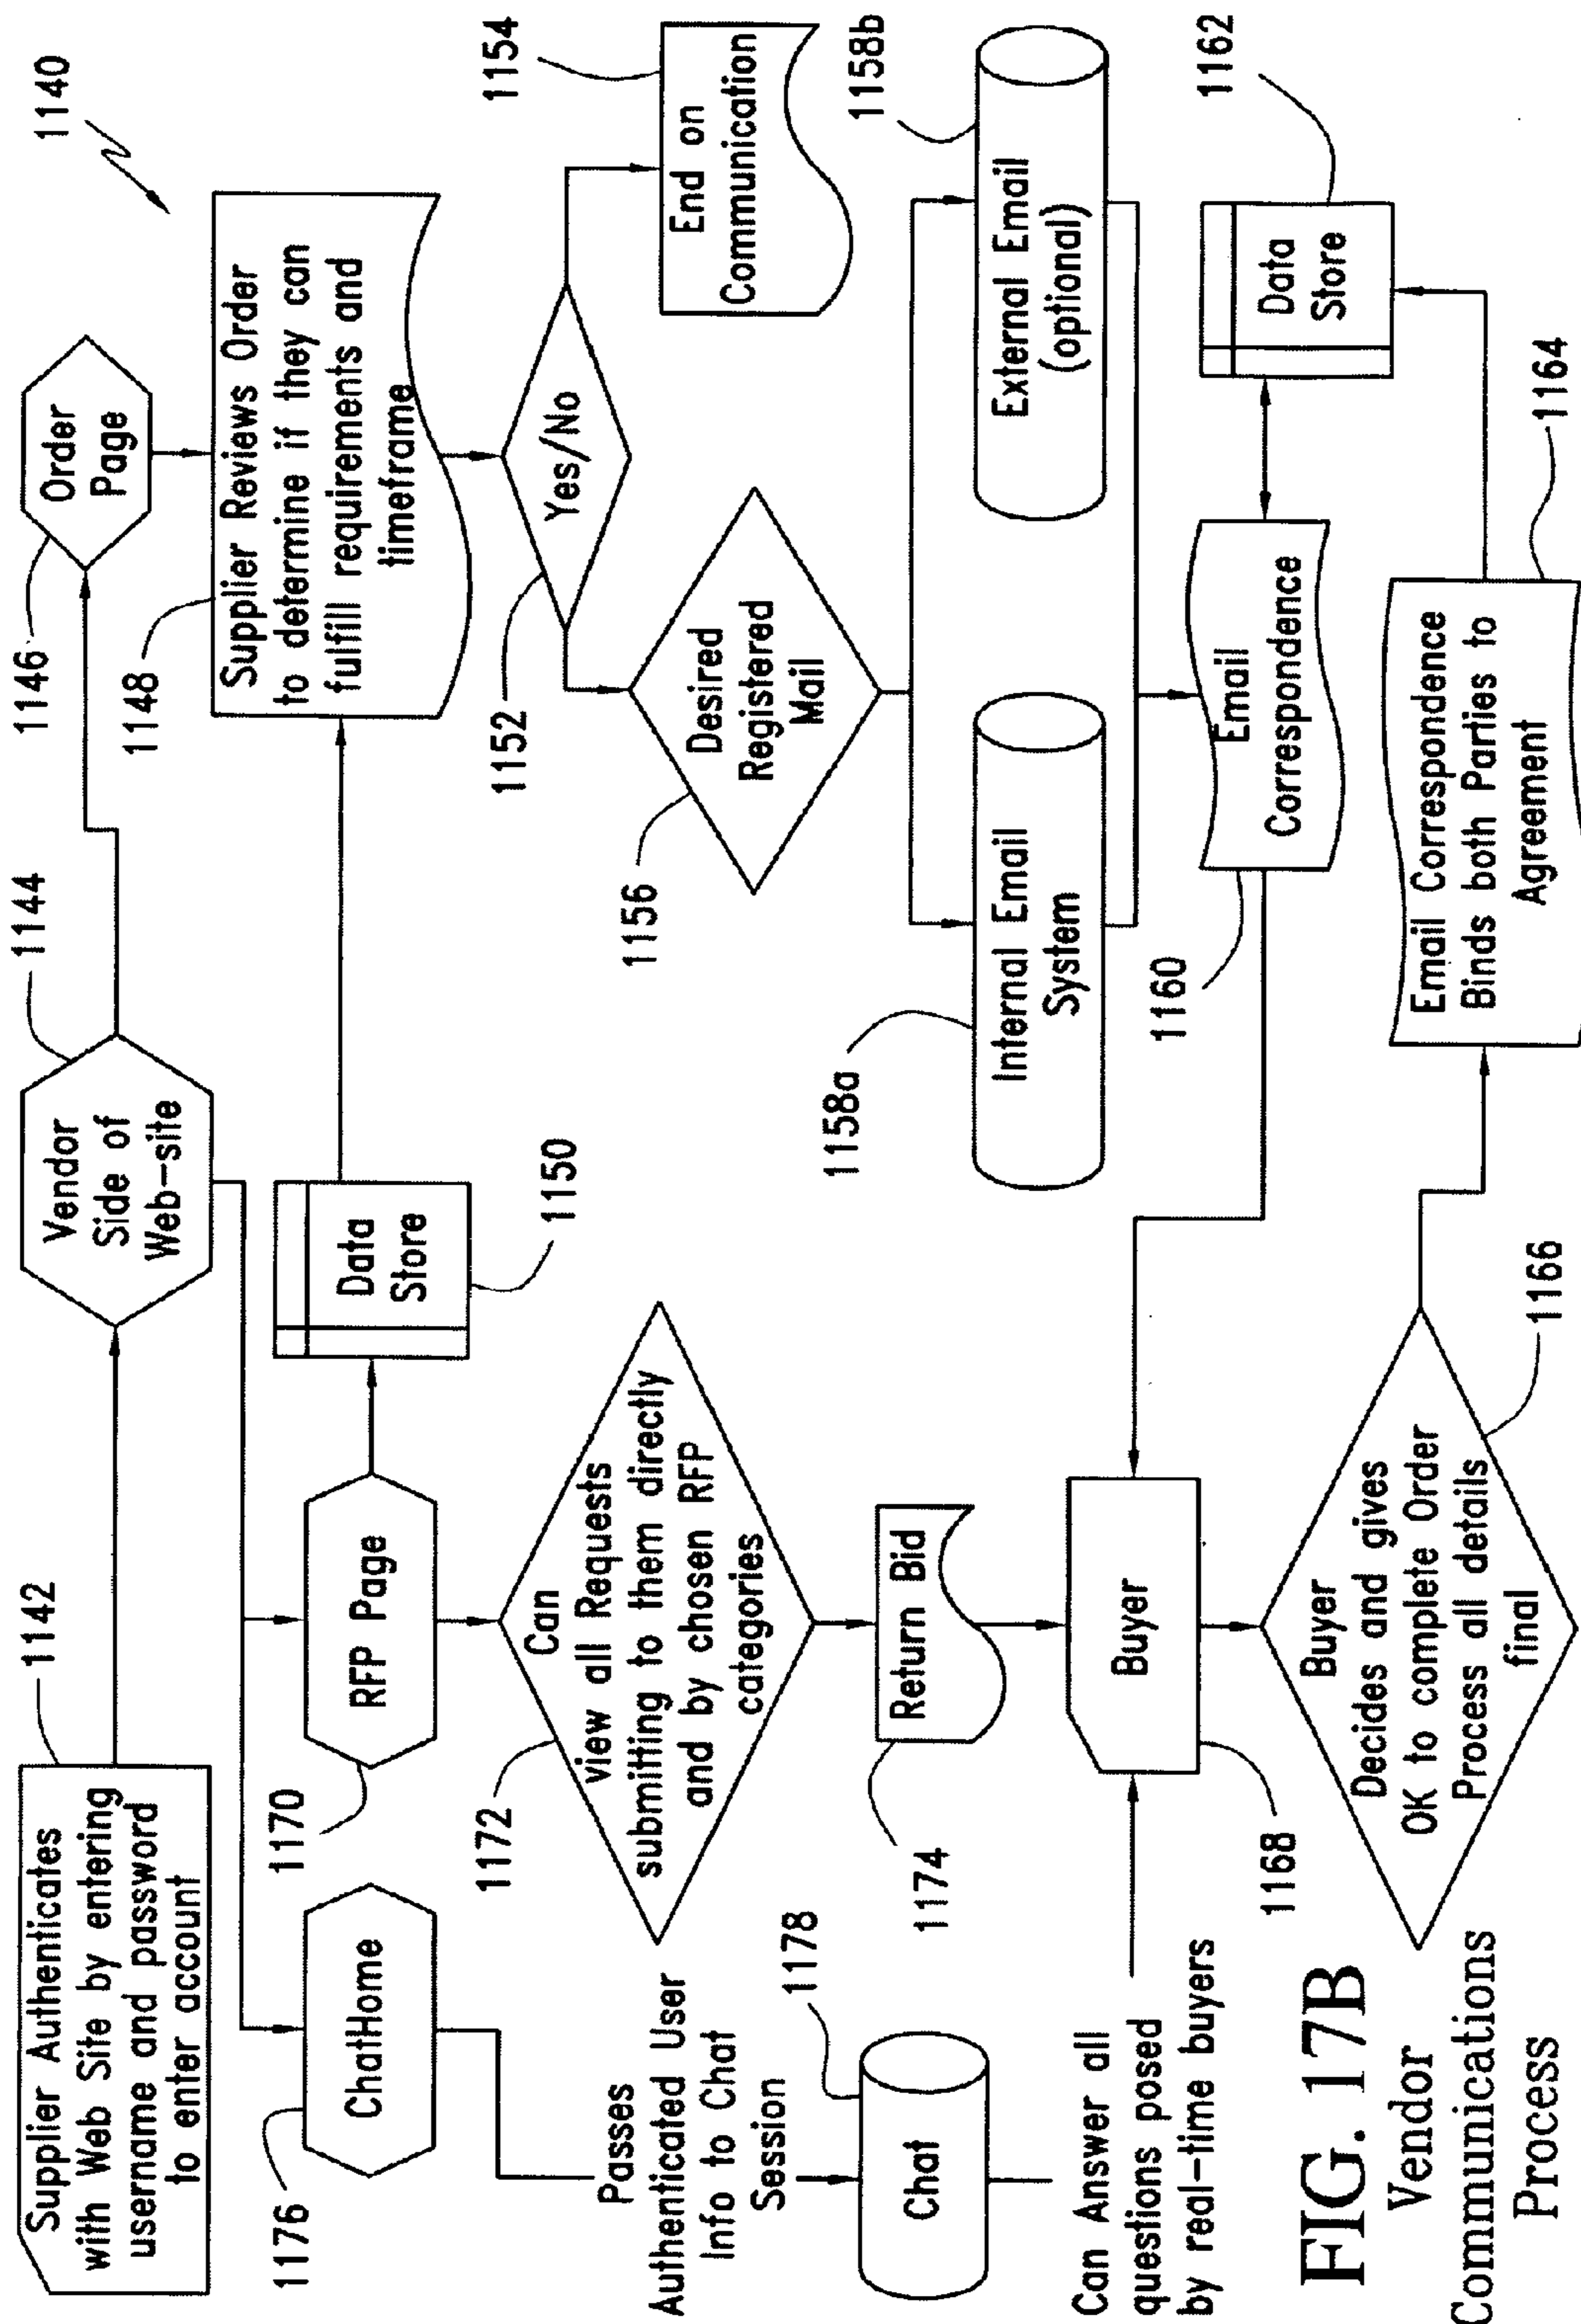 1140
1142
Supplier Authenticates
with Web Site by entering
username and password
to enter account
1144
Vendor
Side of
Web-site
1146
Order
Page
1148
Supplier Reviews Order
to determine if they can
fulfill requirements and
timeframe
1150
Data
Store
1152
Yes/No
1154
End on
Communication
1156
Desired
Registered
Mail
1158a
Internal Email
System
1158b
External Email
(optional)
1160
Email
Correspondence
1162
Data
Store
1164
Email Correspondence
Binds both Parties to
Agreement
1166
Buyer
Decides and gives
OK to complete Order
Process all details
final
1168
Buyer
1170
RFP Page
1172
Can
view all Requests
submitting to them directly
and by chosen RFP
categories
1174
Return Bid
1176
ChatHome
Passes
Authenticated User
Info to Chat
Session
1178
Chat
Can Answer all
questions posed
by real-time buyers
FIG. 17B
Vendor
Communications
Process